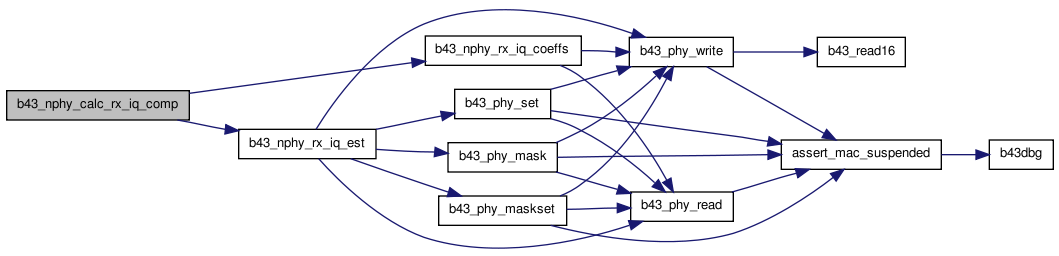 b43_nphy_calc_rx_iq_comp
b43_nphy_rx_iq_coeffs
b43_nphy_rx_iq_est
b43_phy_set
b43_phy_mask
b43_phy_maskset
b43_phy_write
b43_phy_read
b43_read16
assert_mac_suspended
b43dbg